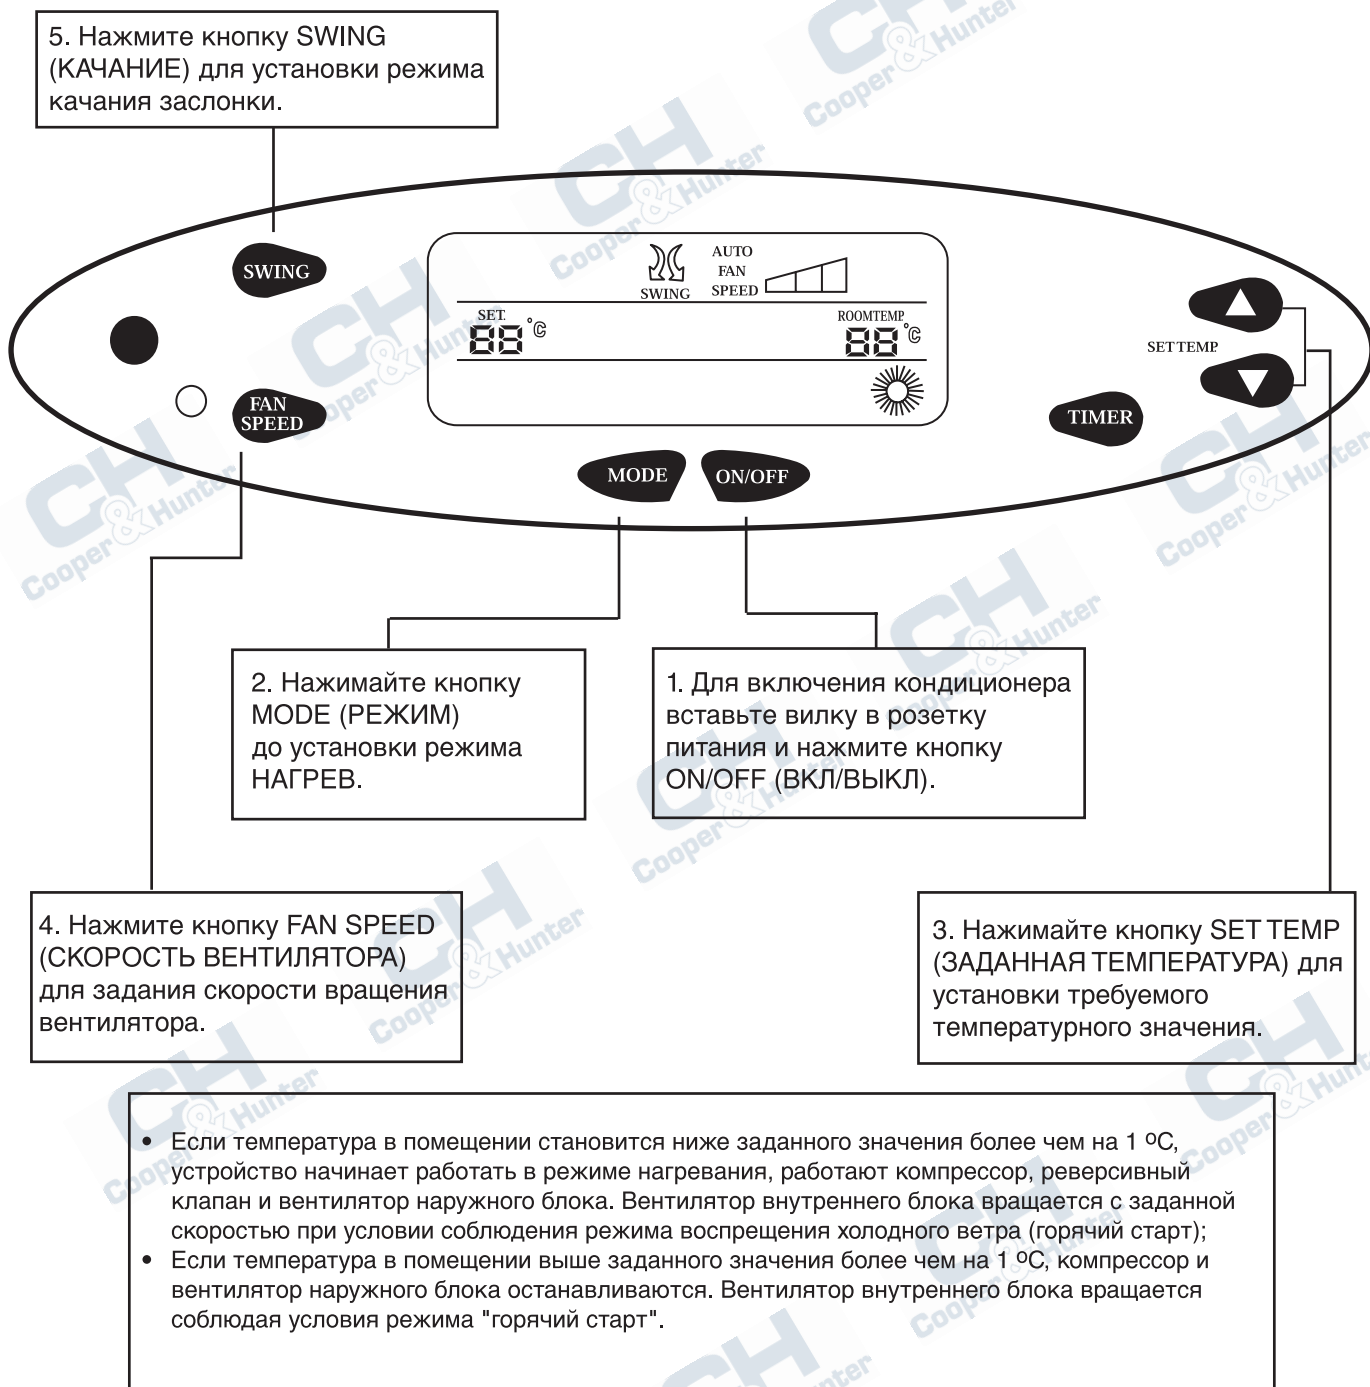 5. Нажмите кнопку SWING
(КАЧАНИЕ) для установки режима
качания заслонки.
SWING
SWING
AUTO
FAN
SPEED
SET.
88 °C
ROOMTEMP.
88 °C
SET TEMP.
FAN
SPEED
TIMER
MODE
ON/OFF
2. Нажимайте кнопку
MODE (РЕЖИМ)
до установки режима
НАГРЕВ.
1. Для включения кондиционера
вставьте вилку в розетку
питания и нажмите кнопку
ON/OFF (ВКЛ/ВЫКЛ).
4. Нажмите кнопку FAN SPEED
(СКОРОСТЬ ВЕНТИЛЯТОРА)
для задания скорости вращения
вентилятора.
3. Нажимайте кнопку SET TEMP
(ЗАДАННАЯ ТЕМПЕРАТУРА) для
установки требуемого
температурного значения.
• Если температура в помещении становится ниже заданного значения более чем на 1 ºC,
устройство начинает работать в режиме нагревания, работают компрессор, реверсивный
клапан и вентилятор наружного блока. Вентилятор внутреннего блока вращается с заданной
скоростью при условии соблюдения режима воспрещения холодного ветра (горячий старт);
• Если температура в помещении выше заданного значения более чем на 1 ºC, компрессор и
вентилятор наружного блока останавливаются. Вентилятор внутреннего блока вращается
соблюдая условия режима "горячий старт".
CH
Cooper & Hunter